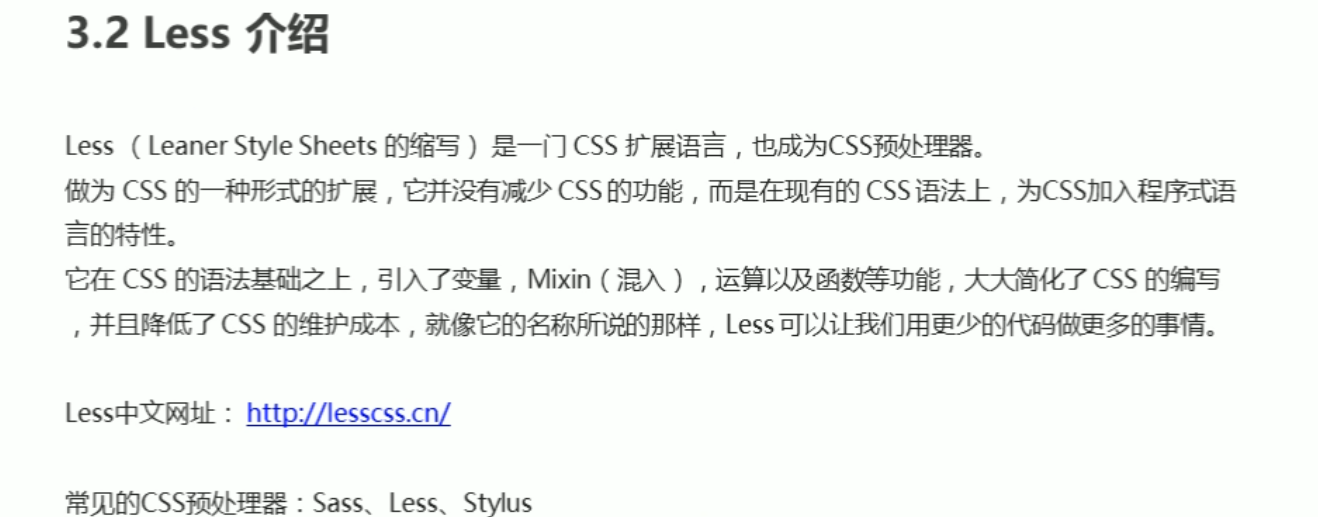 3.2 Less 介绍
Less （ Leaner Style Sheets 的缩写 ） 是一门 CSS 扩展语言，也成为CSS预处理器。
做为 CSS 的一种形式的扩展，它并没有减少 CSS 的功能，而是在现有的 CSS 语法上，为CSS加入程式语
言的特性。
它在 CSS 的语法基础之上，引入了变量，Mixin（混入），运算以及函数等功能，大大简化了 CSS 的编写
，并且降低了 CSS 的维护成本，就像它的名称所说的那样，Less 可以让我们用更少的代码做更多的事情。
Less中文网址： http://lesscss.cn/
常见的CSS预处理器：Sass、Less、Stylus